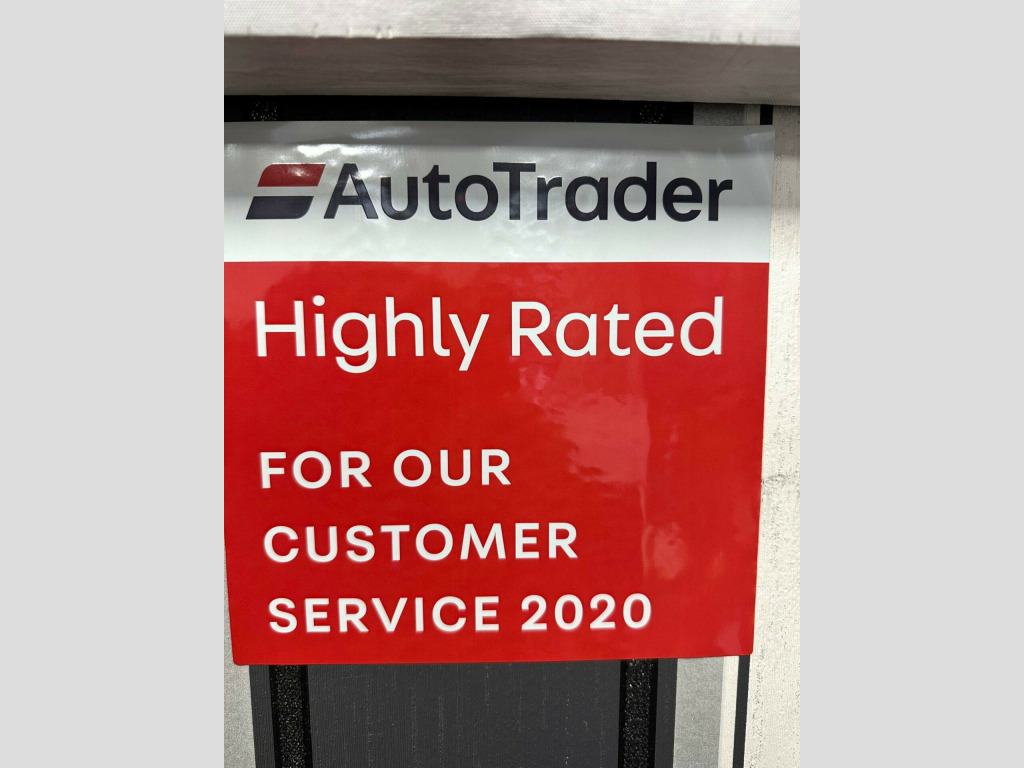 AutoTrader
Highly Rated
FOR OUR
CUSTOMER
SERVICE 2020